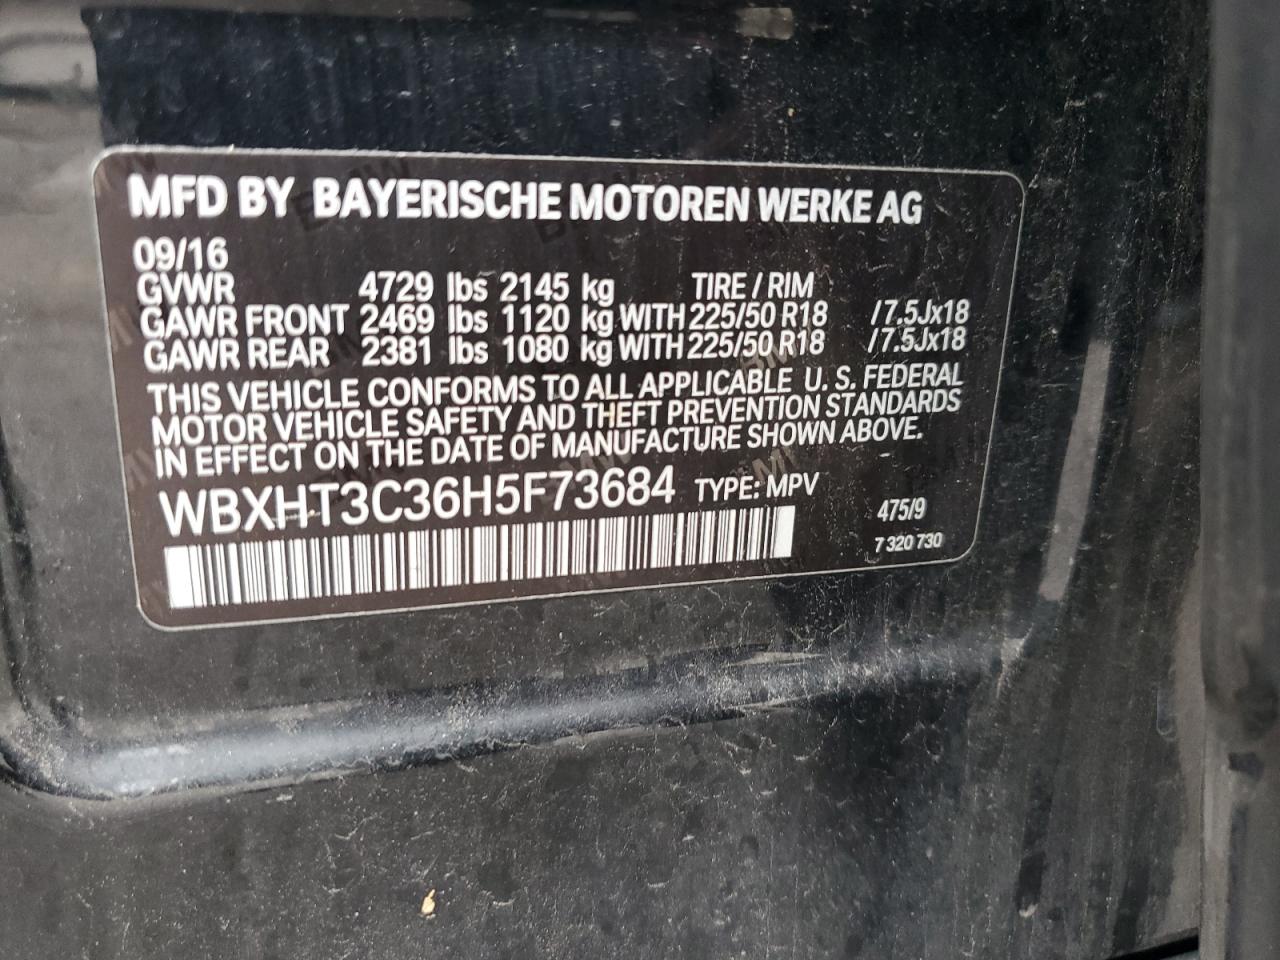 MFD BY BAYERISCHE MOTOREN WERKE AG
09/16
GVWR 4729 lbs 2145 kg TIRE / RIM
GAWR FRONT 2469 lbs 1120 kg WITH 225/50 R18 /7.5Jx18
GAWR REAR 2381 lbs 1080 kg WITH 225/50 R18 /7.5Jx18
THIS VEHICLE CONFORMS TO ALL APPLICABLE U. S. FEDERAL
MOTOR VEHICLE SAFETY AND THEFT PREVENTION STANDARDS
IN EFFECT ON THE DATE OF MANUFACTURE SHOWN ABOVE.
WBXHT3C36H5F73684 TYPE: MPV
475/9
7 320 730